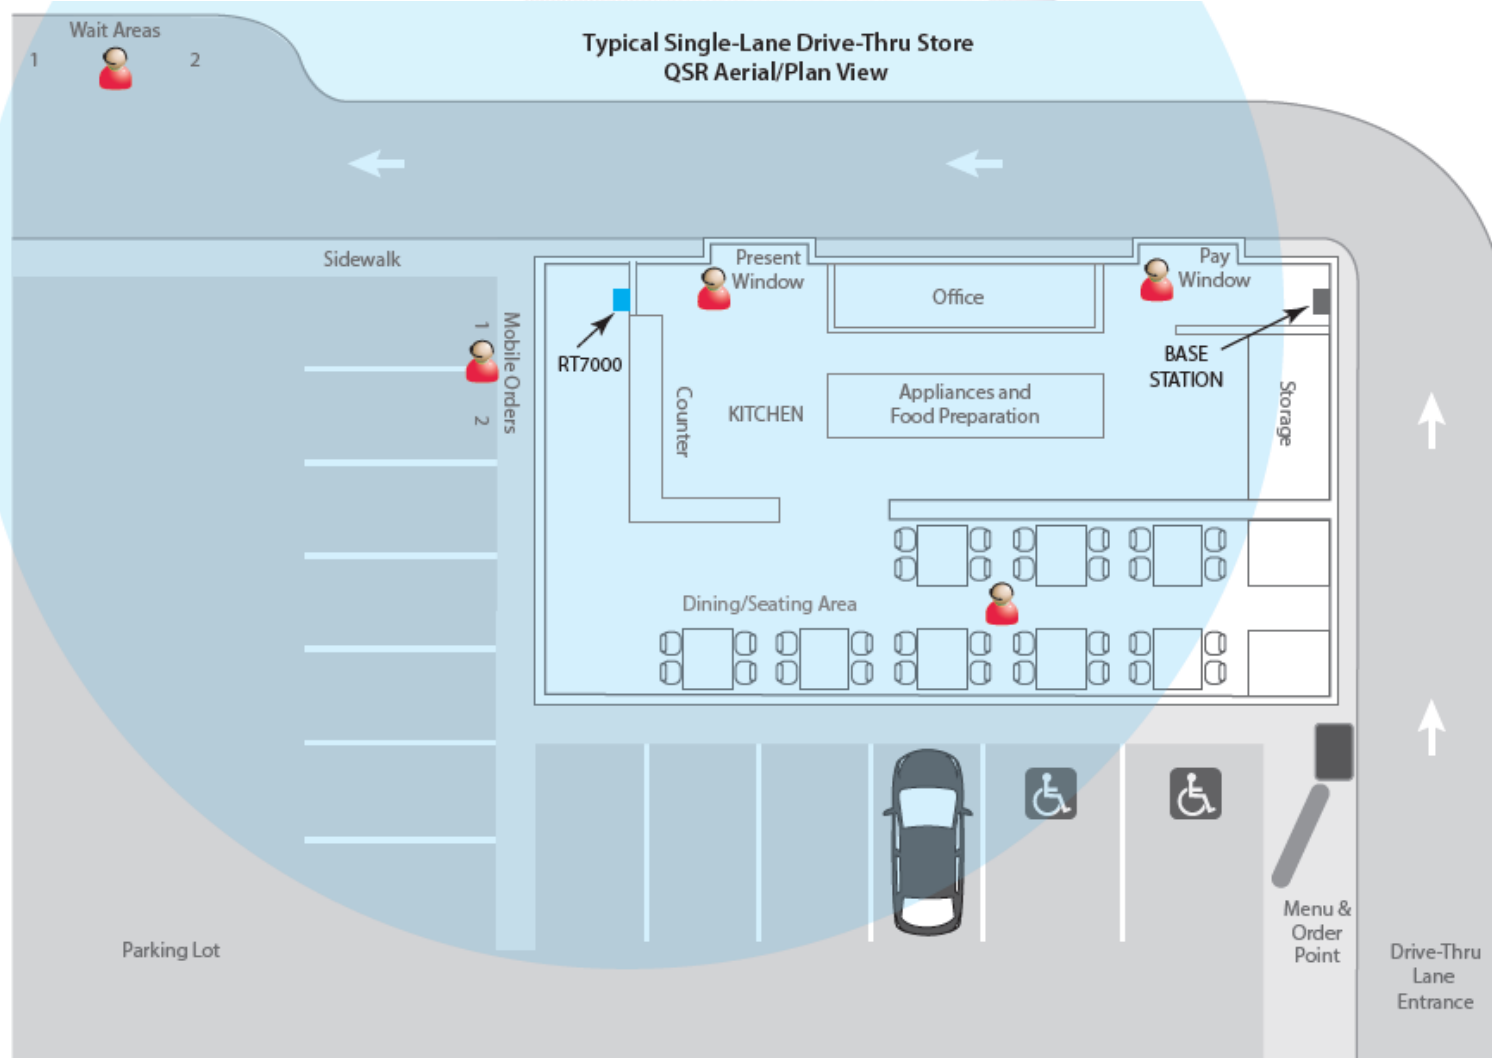 Typical Single-Lane Drive-Thru Store
QSR Aerial/Plan View
Wait Areas
1
2
Sidewalk
Present
Window
Office
Pay
Window
RT7000
BASE
STATION
1
Mobile Orders
2
Counter
KITCHEN
Appliances and
Food Preparation
Storage
Dining/Seating Area
Menu &
Order
Point
Parking Lot
Drive-Thru
Lane
Entrance